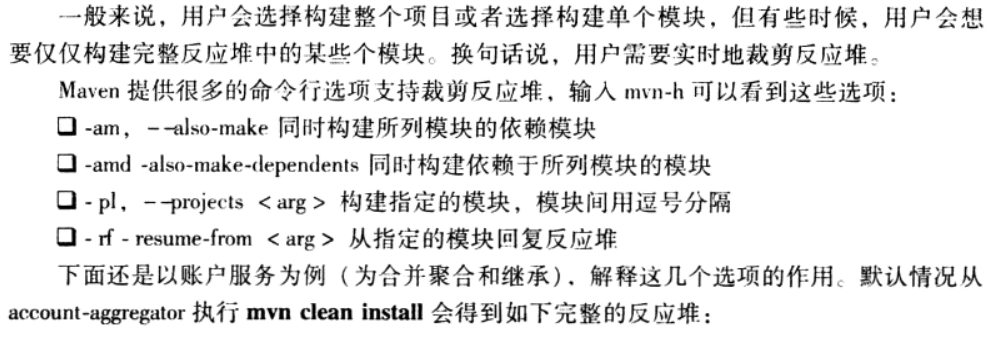 一般来说，用户会选择构建整个项目或者选择构建单个模块，但有些时候，用户会想
要仅仅构建完整反应堆中的某些个模块。换句话说，用户需要实时地裁剪反应堆。
Maven 提供很多的命令行选项支持裁剪反应堆，输入 mvn-h 可以看到这些选项：
❑ -am，--also-make 同时构建所列模块的依赖模块
❑ -amd -also-make-dependents 同时构建依赖于所列模块的模块
❑ - pl，--projects < arg > 构建指定的模块，模块间用逗号分隔
❑ - rf - resume-from < arg > 从指定的模块回复反应堆
下面还是以账户服务为例（为合并聚合和继承），解释这几个选项的作用。默认情况从
account-aggregator 执行 mvn clean install 会得到如下完整的反应堆：